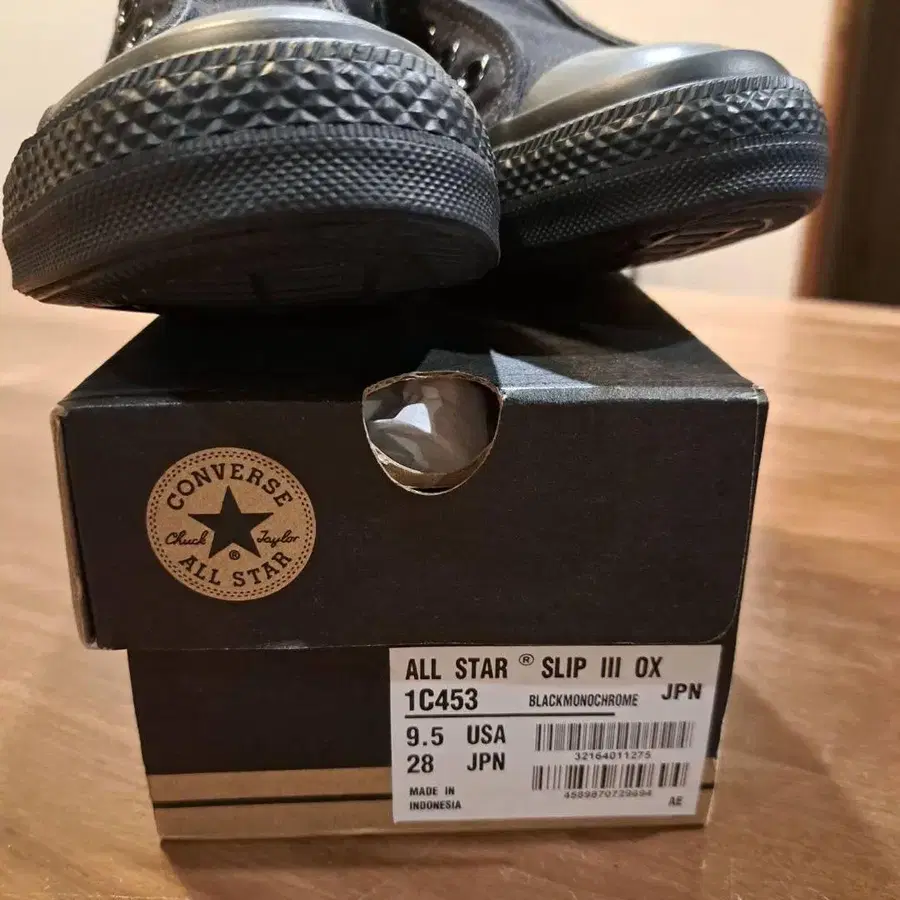 CONVERSE
Chuck Taylor
®
ALL STAR
ALL STAR ® SLIP III OX
1C453 BLACKMONOCHROME JPN
9.5 USA
32164011275
28 JPN
4589870729694
MADE IN
INDONESIA
AE